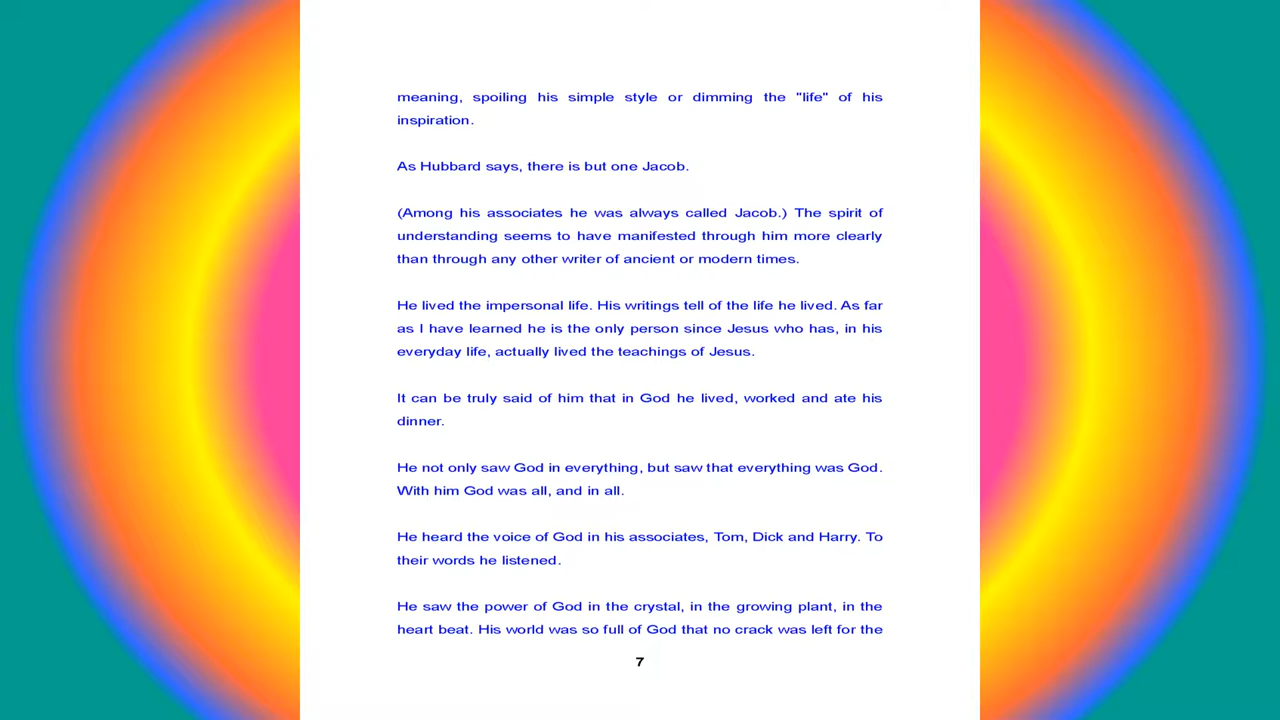 meaning, spoiling his simple style or dimming the "life" of his
inspiration.
As Hubbard says, there is but one Jacob.
(Among his associates he was always called Jacob.) The spirit of
understanding seems to have manifested through him more clearly
than through any other writer of ancient or modern times.
He lived the impersonal life. His writings tell of the life he lived. As far
as I have learned he is the only person since Jesus who has, in his
everyday life, actually lived the teachings of Jesus.
It can be truly said of him that in God he lived, worked and ate his
dinner.
He not only saw God in everything, but saw that everything was God.
With him God was all, and in all.
He heard the voice of God in his associates, Tom, Dick and Harry. To
their words he listened.
He saw the power of God in the crystal, in the growing plant, in the
heart beat. His world was so full of God that no crack was left for the
7